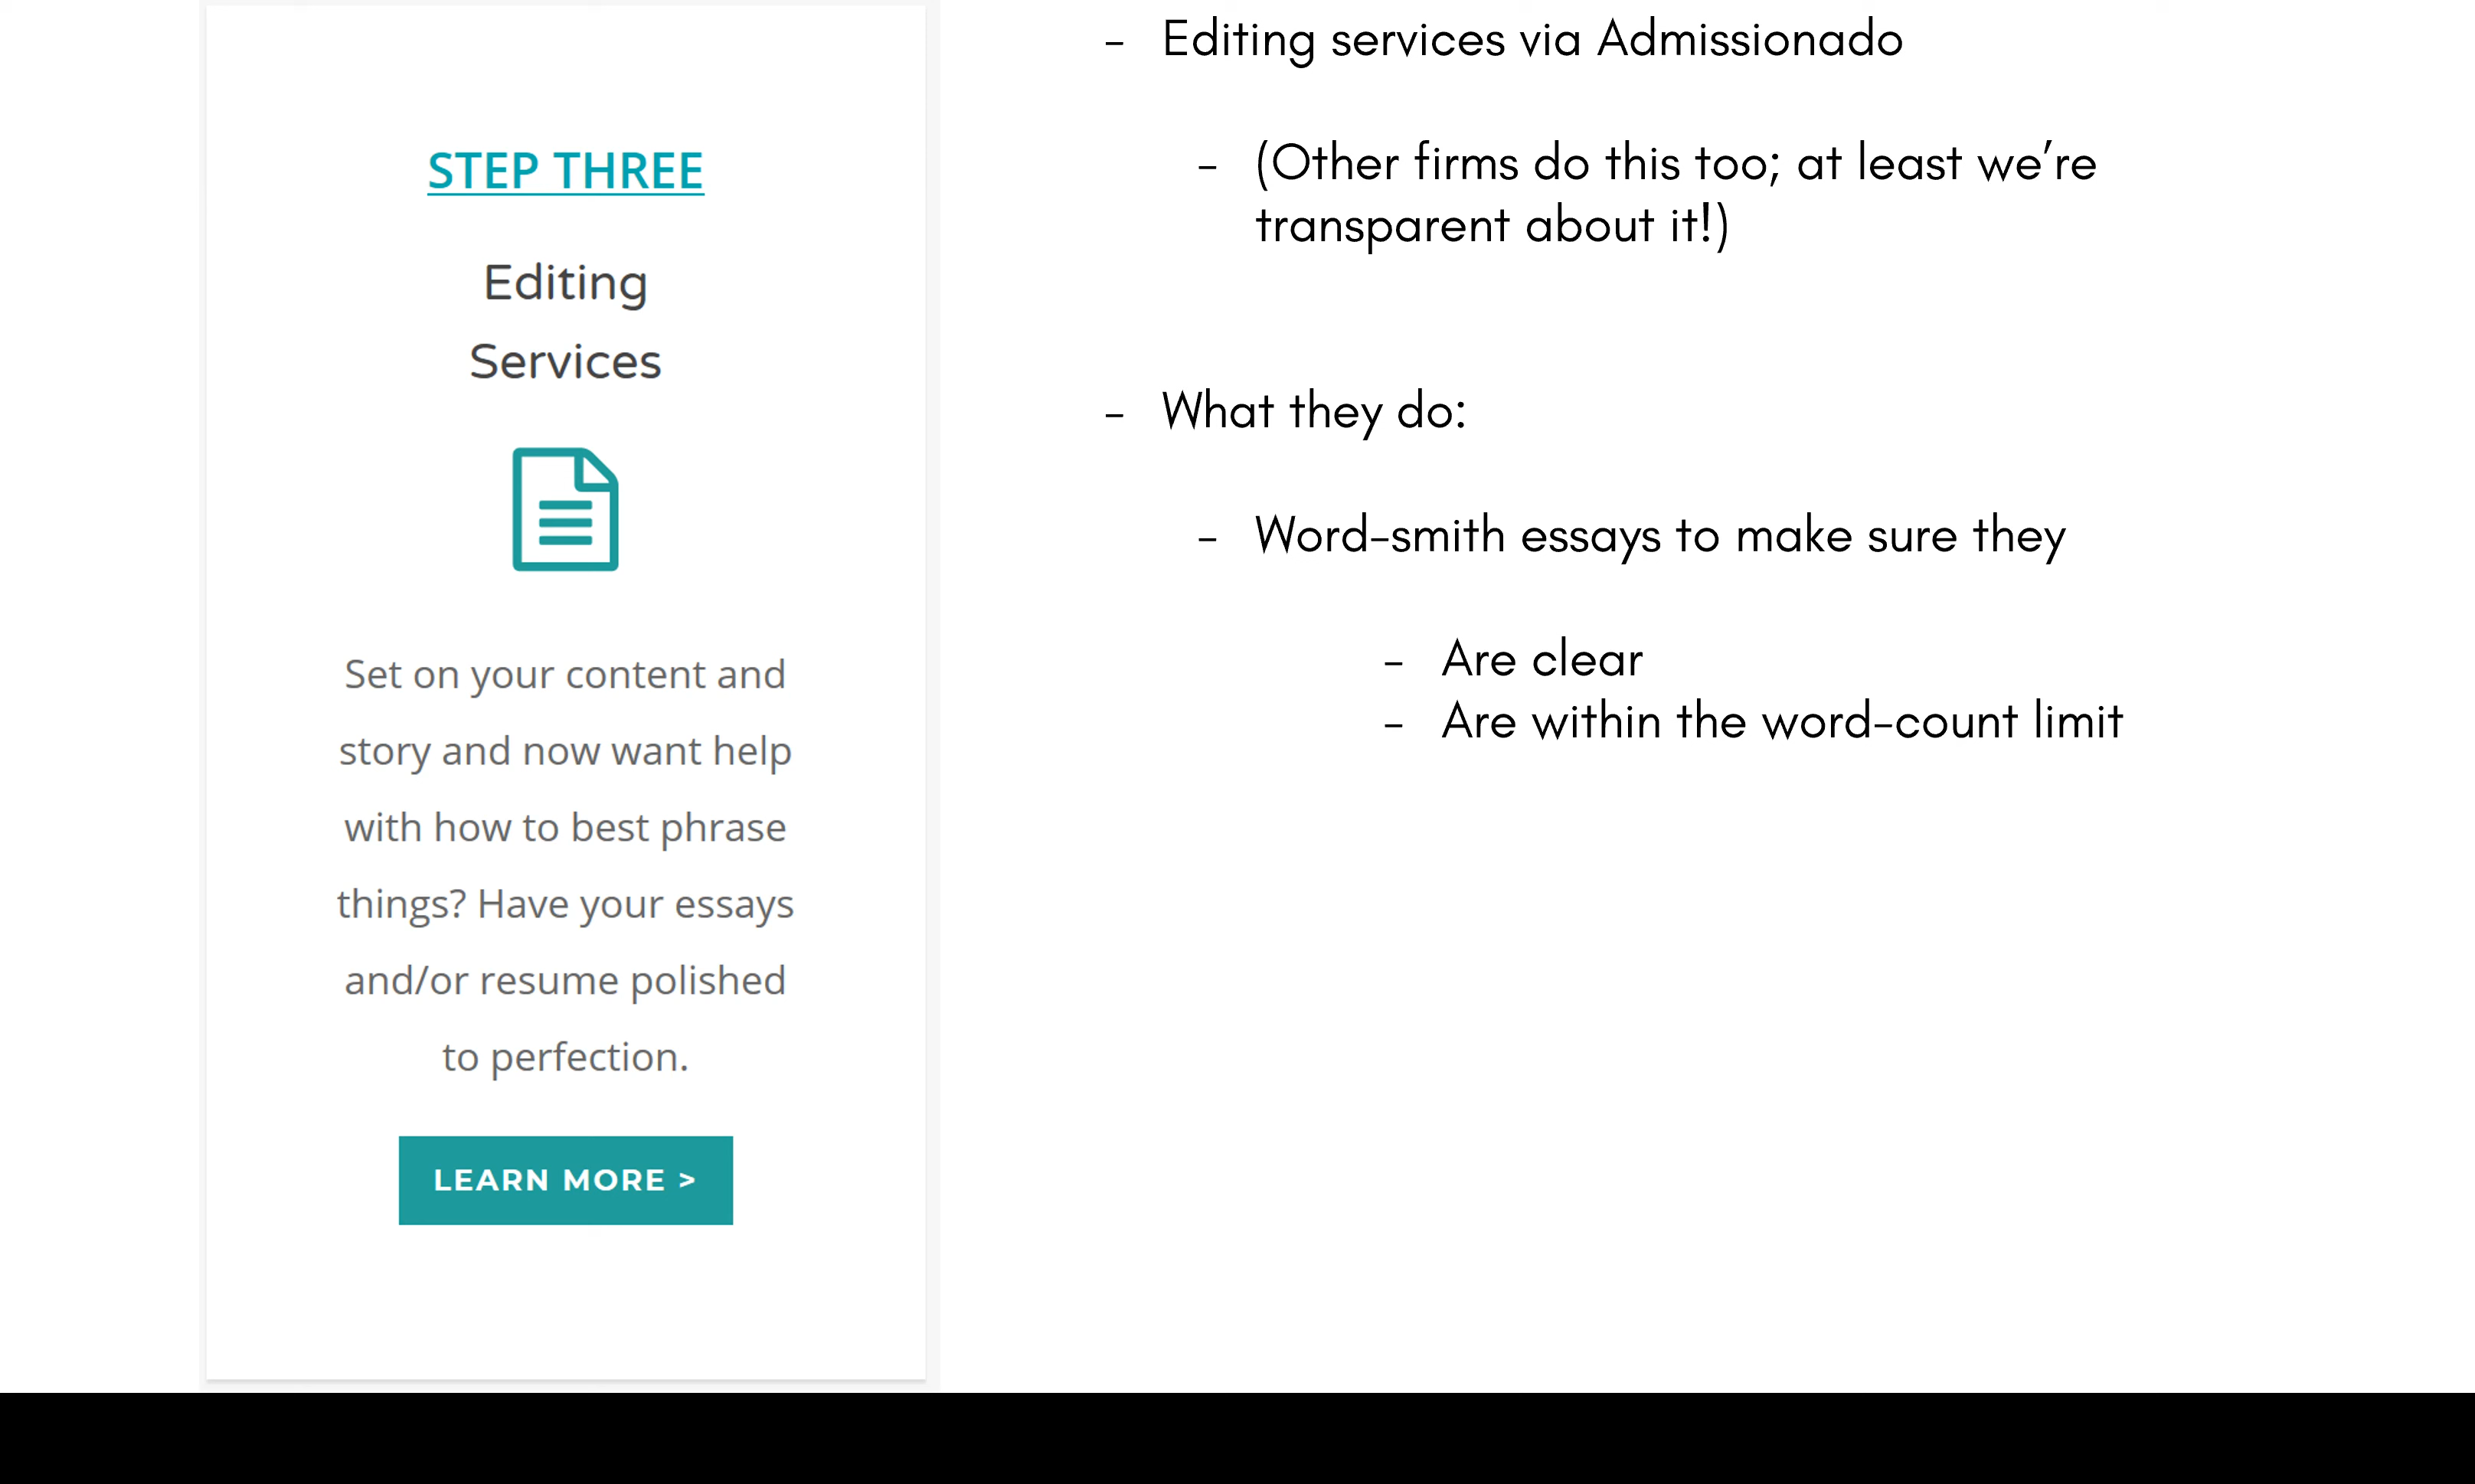 STEP THREE
Editing
Services
Set on your content and
story and now want help
with how to best phrase
things? Have your essays
and/or resume polished
to perfection.
LEARN MORE >
- Editing services via Admissionado
- (Other firms do this too; at least we’re
transparent about it!)
- What they do:
- Word-smith essays to make sure they
- Are clear
- Are within the word-count limit